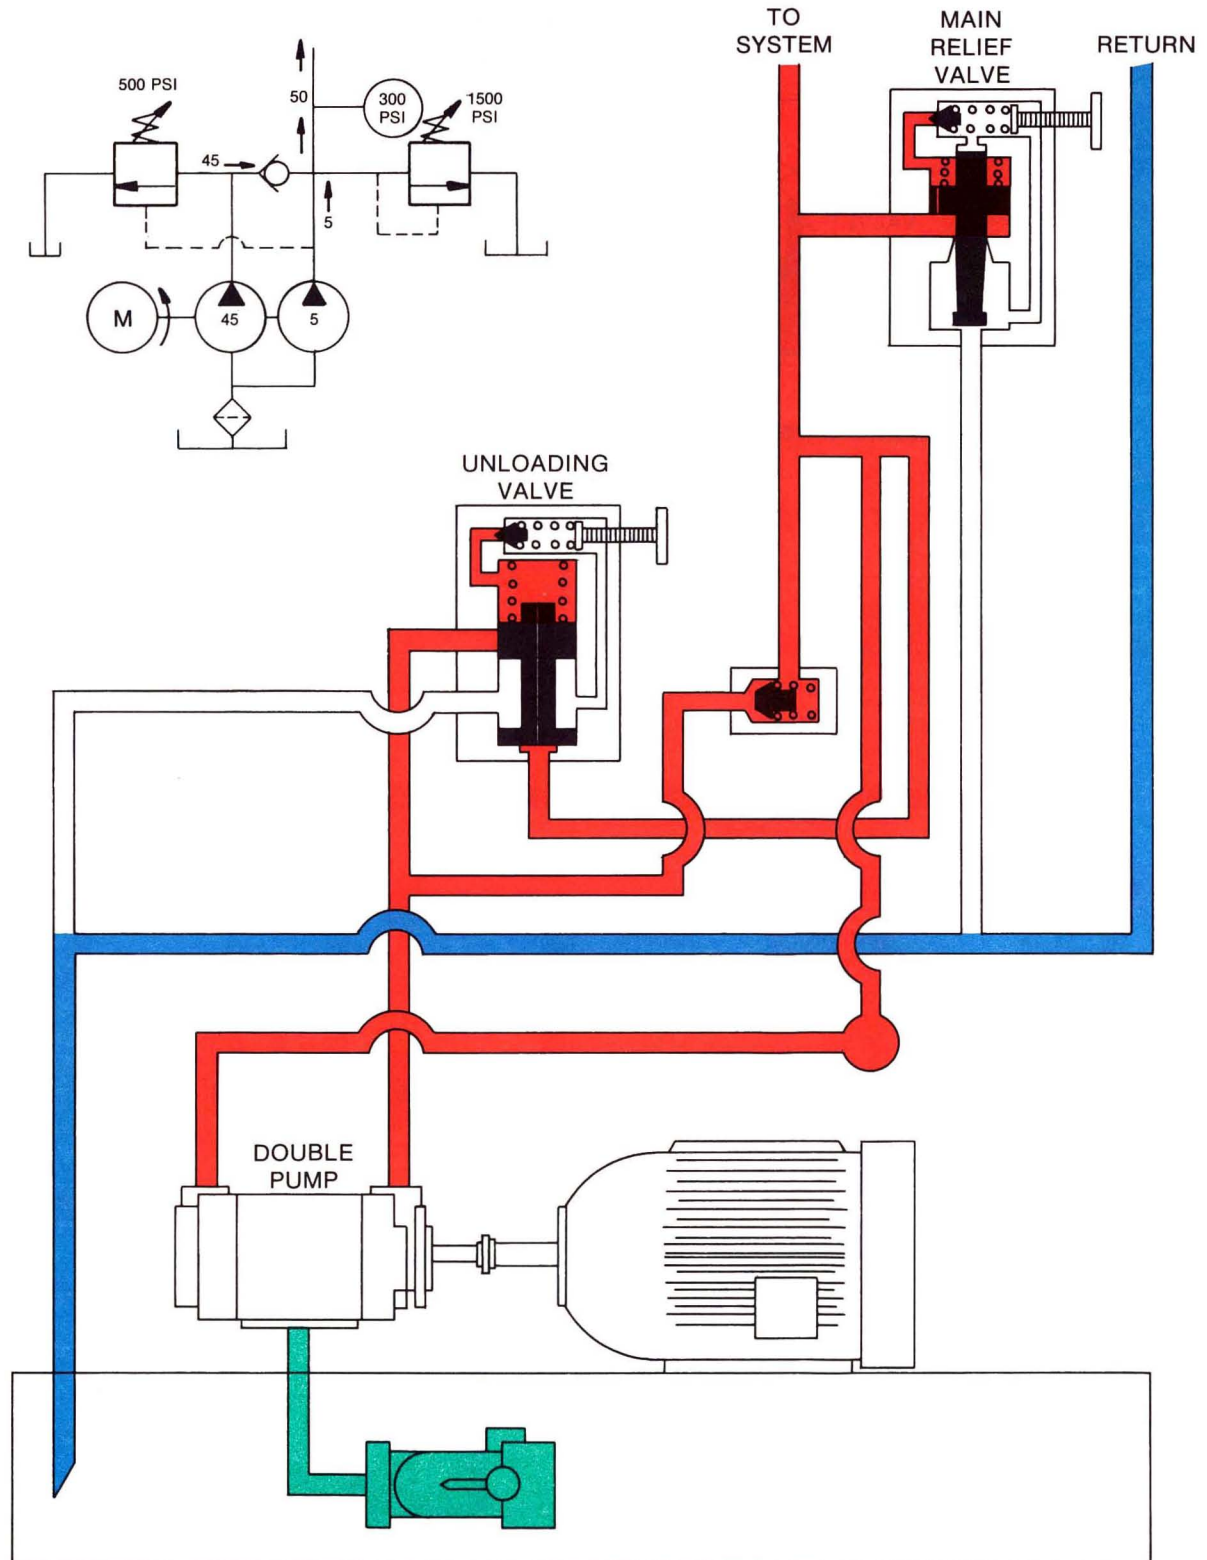 TO
SYSTEM
MAIN
RELIEF
VALVE
RETURN
500 PSI
50
300
PSI
1500
PSI
45
5
M
45
5
UNLOADING
VALVE
DOUBLE
PUMP